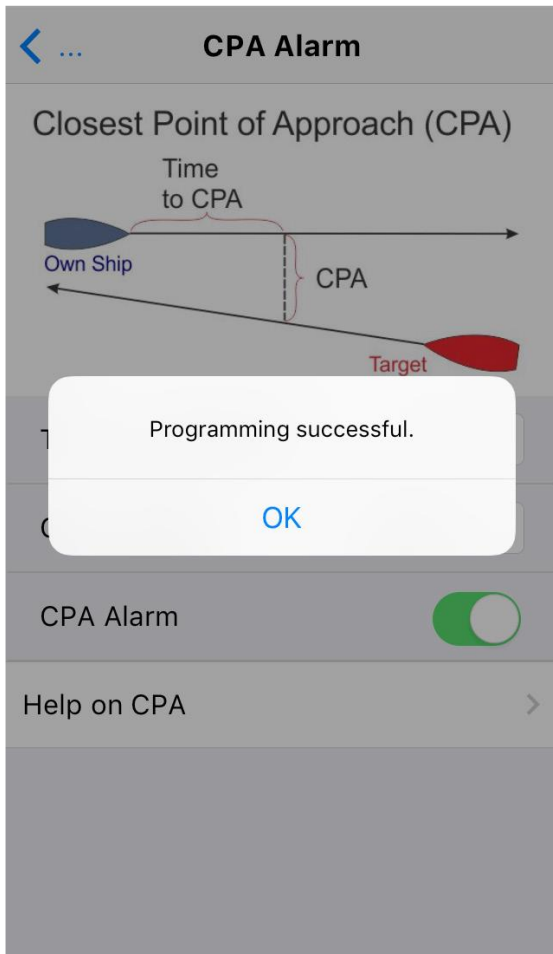 ...
CPA Alarm
Closest Point of Approach (CPA)
Time
to CPA
Own Ship
CPA
Target
Programming successful.
OK
CPA Alarm
Help on CPA